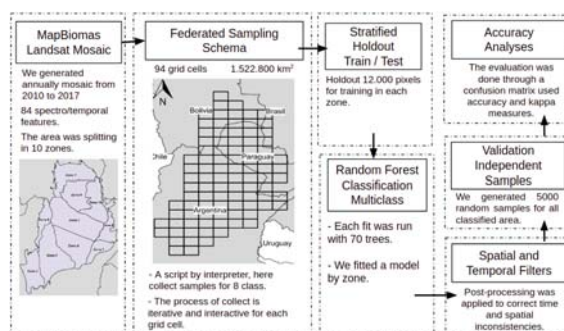 MapBiomas
Landsat Mosaic
We generated
annually mosaic from
2010 to 2017
84 spectro/temporal
features.
The area was splitting
in 10 zones.
Federated Sampling
Schema
94 grid cells 1.522.800 km²
N
Bolivia
Brasil
Chile
Paraguay
Argentina
Uruguay
- A script by interpreter, here
collect samples for 8 class.
- The process of collect is
iterative and interactive for each
grid cell.
Stratified
Holdout
Train / Test
Holdout 12.000 pixels
for training in each
zone.
Random Forest
Classification
Multiclass
- Each fit was run
with 70 trees.
- We fitted a model
by zone.
Spatial and
Temporal Filters
Post-processing was
applied to correct time
and spatial
inconsistencies.
Validation
Independent
Samples
We generated 5000
random samples for all
classified area.
Accuracy
Analyses
The evaluation was
done through a
confusion matrix used
accuracy and kappa
measures.